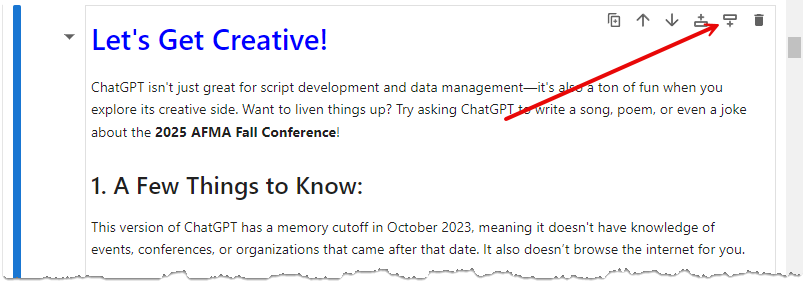 Let's Get Creative!
ChatGPT isn't just great for script development and data management—it's also a ton of fun when you
explore its creative side. Want to liven things up? Try asking ChatGPT to write a song, poem, or even a joke
about the 2025 AFMA Fall Conference!
1. A Few Things to Know:
This version of ChatGPT has a memory cutoff in October 2023, meaning it doesn't have knowledge of
events, conferences, or organizations that came after that date. It also doesn't browse the internet for you.